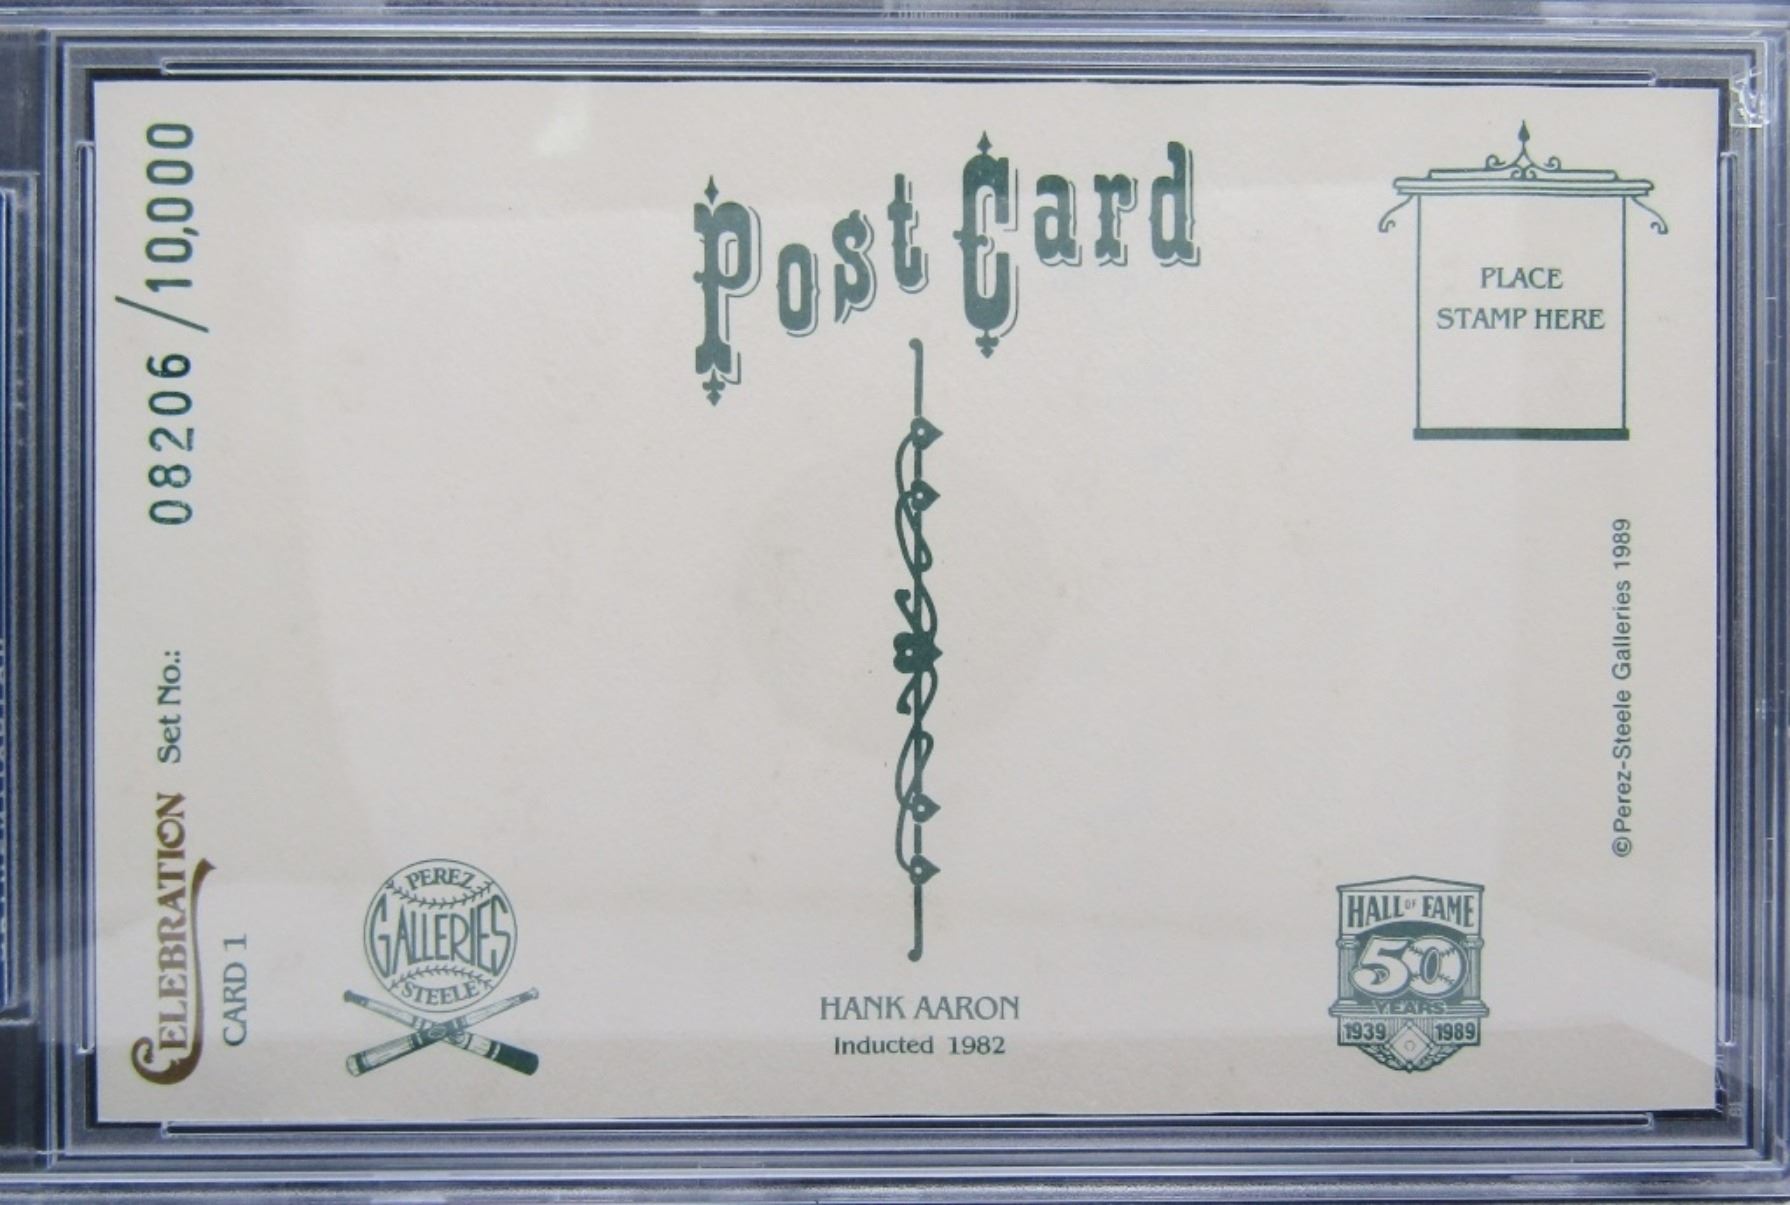 Post Card
PLACE
STAMP HERE
08206 / 10,000
Set No.:
CELEBRATION
CARD 1
PEREZ
GALLERIES
STEELE
HANK AARON
Inducted 1982
HALL OF FAME
50
YEARS
1939 1989
©Perez-Steele Galleries 1989